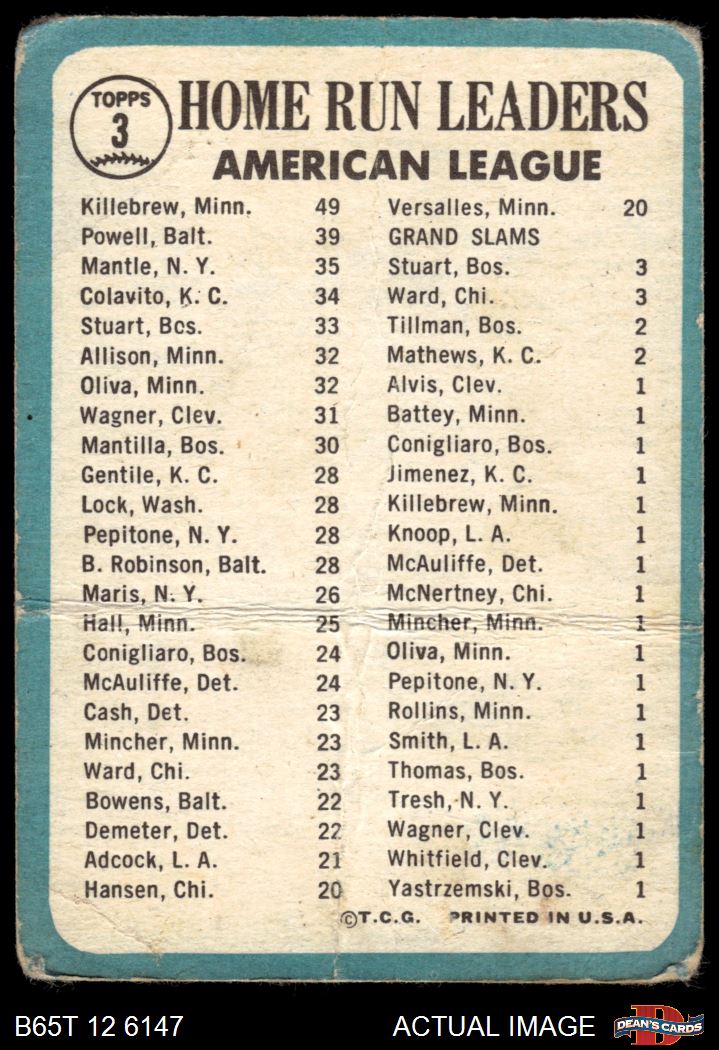 TOPPS
3
HOME RUN LEADERS
AMERICAN LEAGUE
Killebrew, Minn. 49
Powell, Balt. 39
Mantle, N. Y. 35
Colavito, K. C. 34
Stuart, Bos. 33
Allison, Minn. 32
Oliva, Minn. 32
Wagner, Clev. 31
Mantilla, Bos. 30
Gentile, K. C. 28
Lock, Wash. 28
Pepitone, N. Y. 28
B. Robinson, Balt. 28
Maris, N. Y. 26
Hall, Minn. 25
Conigliaro, Bos. 24
McAuliffe, Det. 24
Cash, Det. 23
Mincher, Minn. 23
Ward, Chi. 23
Bowens, Balt. 22
Demeter, Det. 22
Adcock, L. A. 21
Hansen, Chi. 20
Versalles, Minn. 20
GRAND SLAMS
Stuart, Bos. 3
Ward, Chi. 3
Tillman, Bos. 2
Mathews, K. C. 2
Alvis, Clev. 1
Battey, Minn. 1
Conigliaro, Bos. 1
Jimenez, K. C. 1
Killebrew, Minn. 1
Knoop, L. A. 1
McAuliffe, Det. 1
McNertney, Chi. 1
Mincher, Minn. 1
Oliva, Minn. 1
Pepitone, N. Y. 1
Rollins, Minn. 1
Smith, L. A. 1
Thomas, Bos. 1
Tresh, N. Y. 1
Wagner, Clev. 1
Whitfield, Clev. 1
Yastrzemski, Bos. 1
©T.C.G. PRINTED IN U.S.A.
B65T 12 6147 ACTUAL IMAGE
D
DEAN'S CARDS